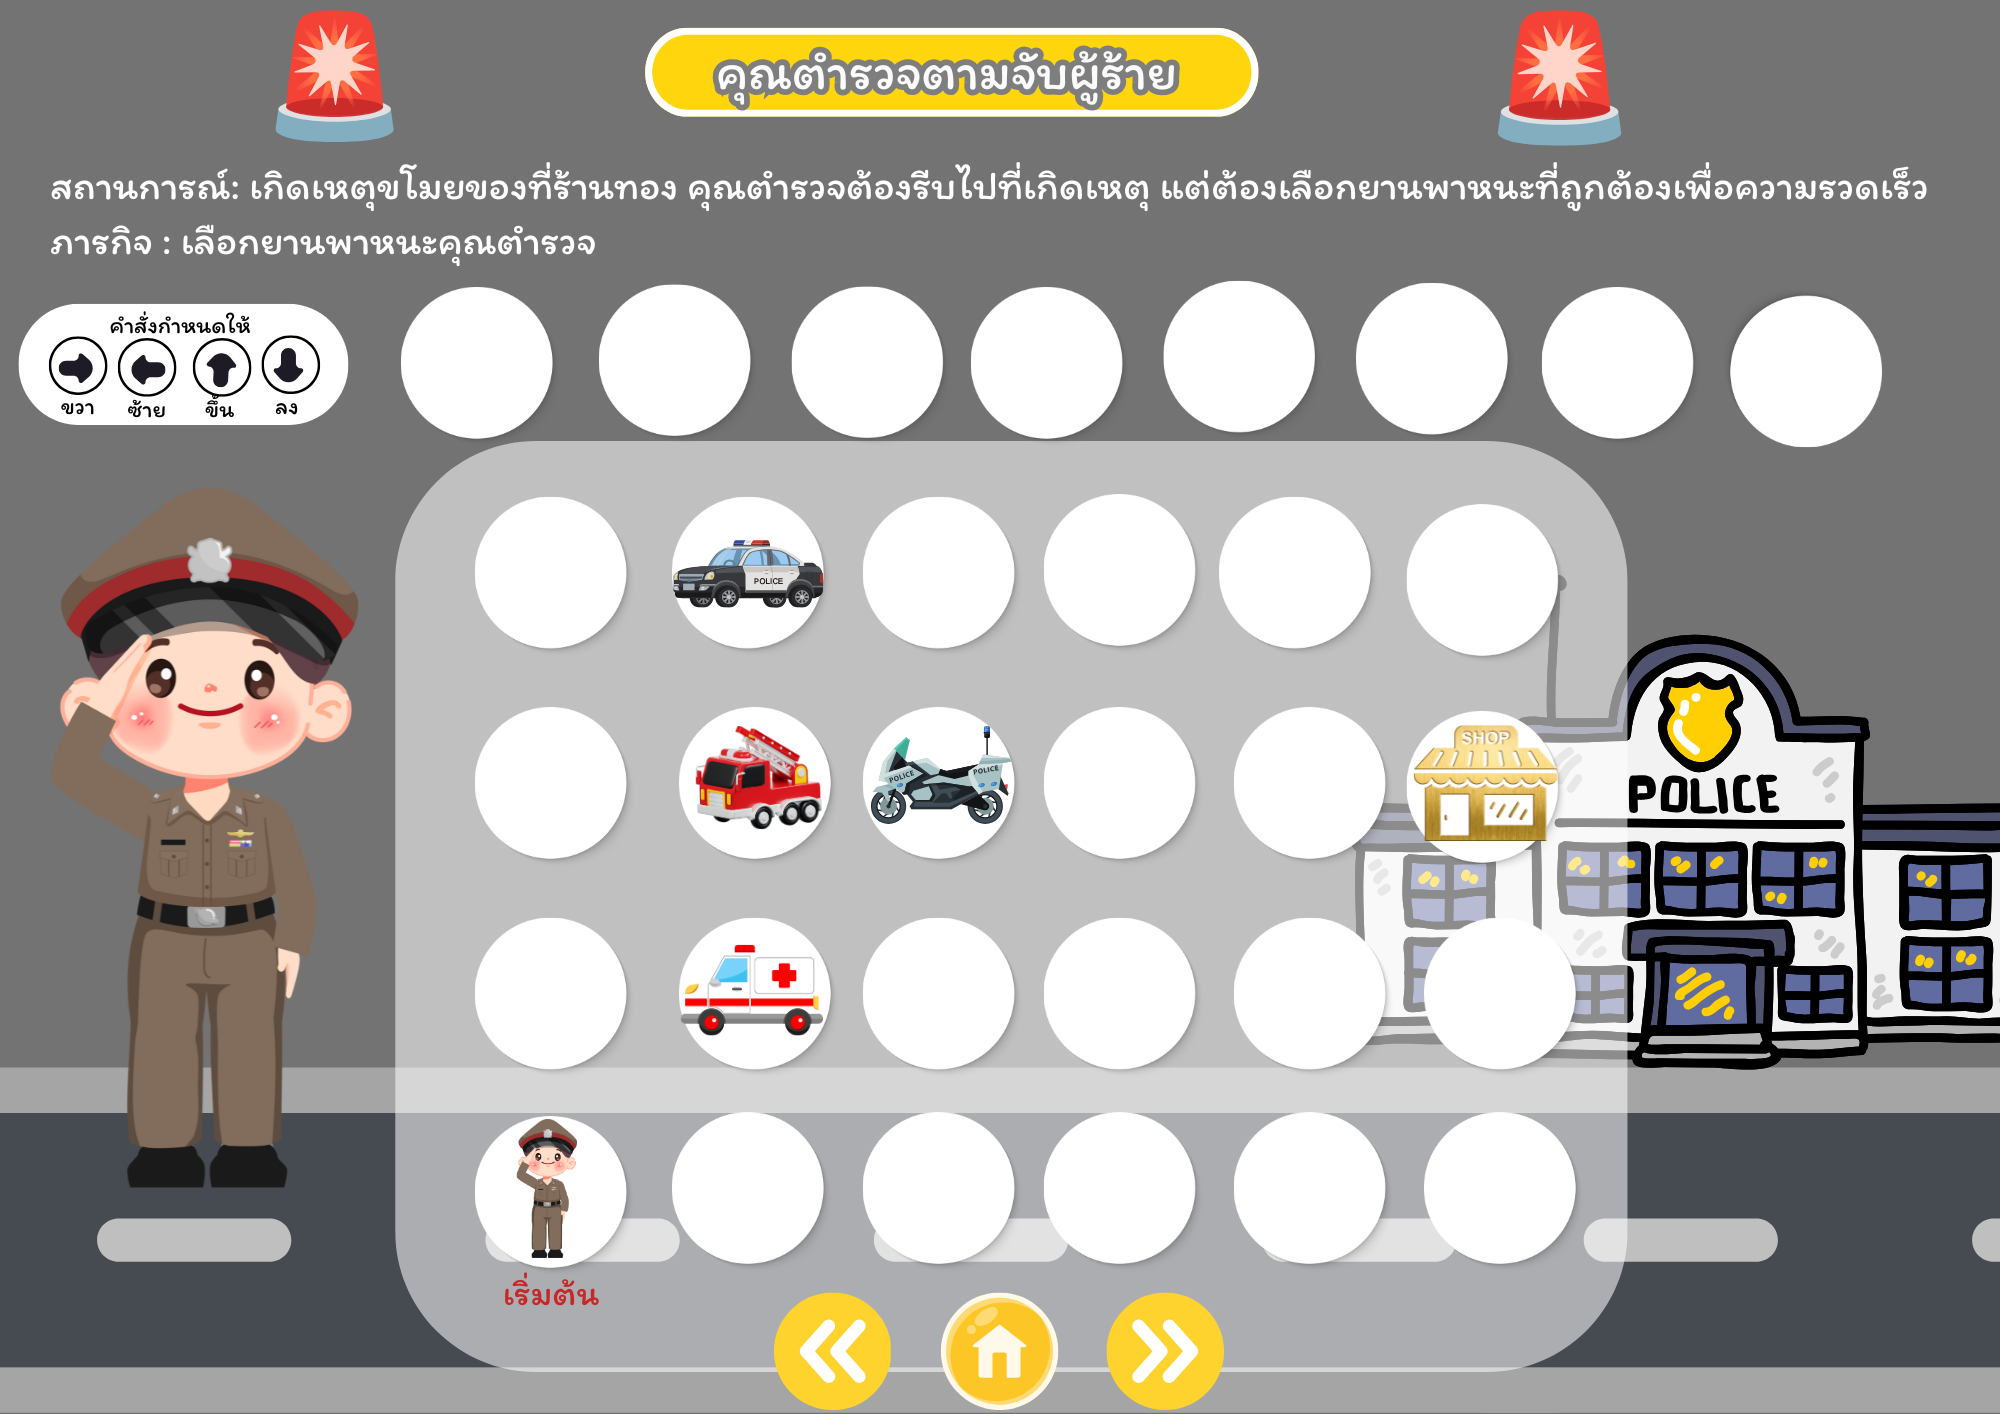 คุณตำรวจตามจับผู้ร้าย
สถานการณ์: เกิดเหตุขโมยของที่ร้านทอง คุณตำรวจต้องรีบไปที่เกิดเหตุ แต่ต้องเลือกยานพาหนะที่ถูกต้องเพื่อความรวดเร็ว
ภารกิจ : เลือกยานพาหนะคุณตำรวจ
คำสั่งกำหนดให้
ขวา ซ้าย ขึ้น ลง
POLICE
POLICE POLICE
SHOP
POLICE
เริ่มต้น